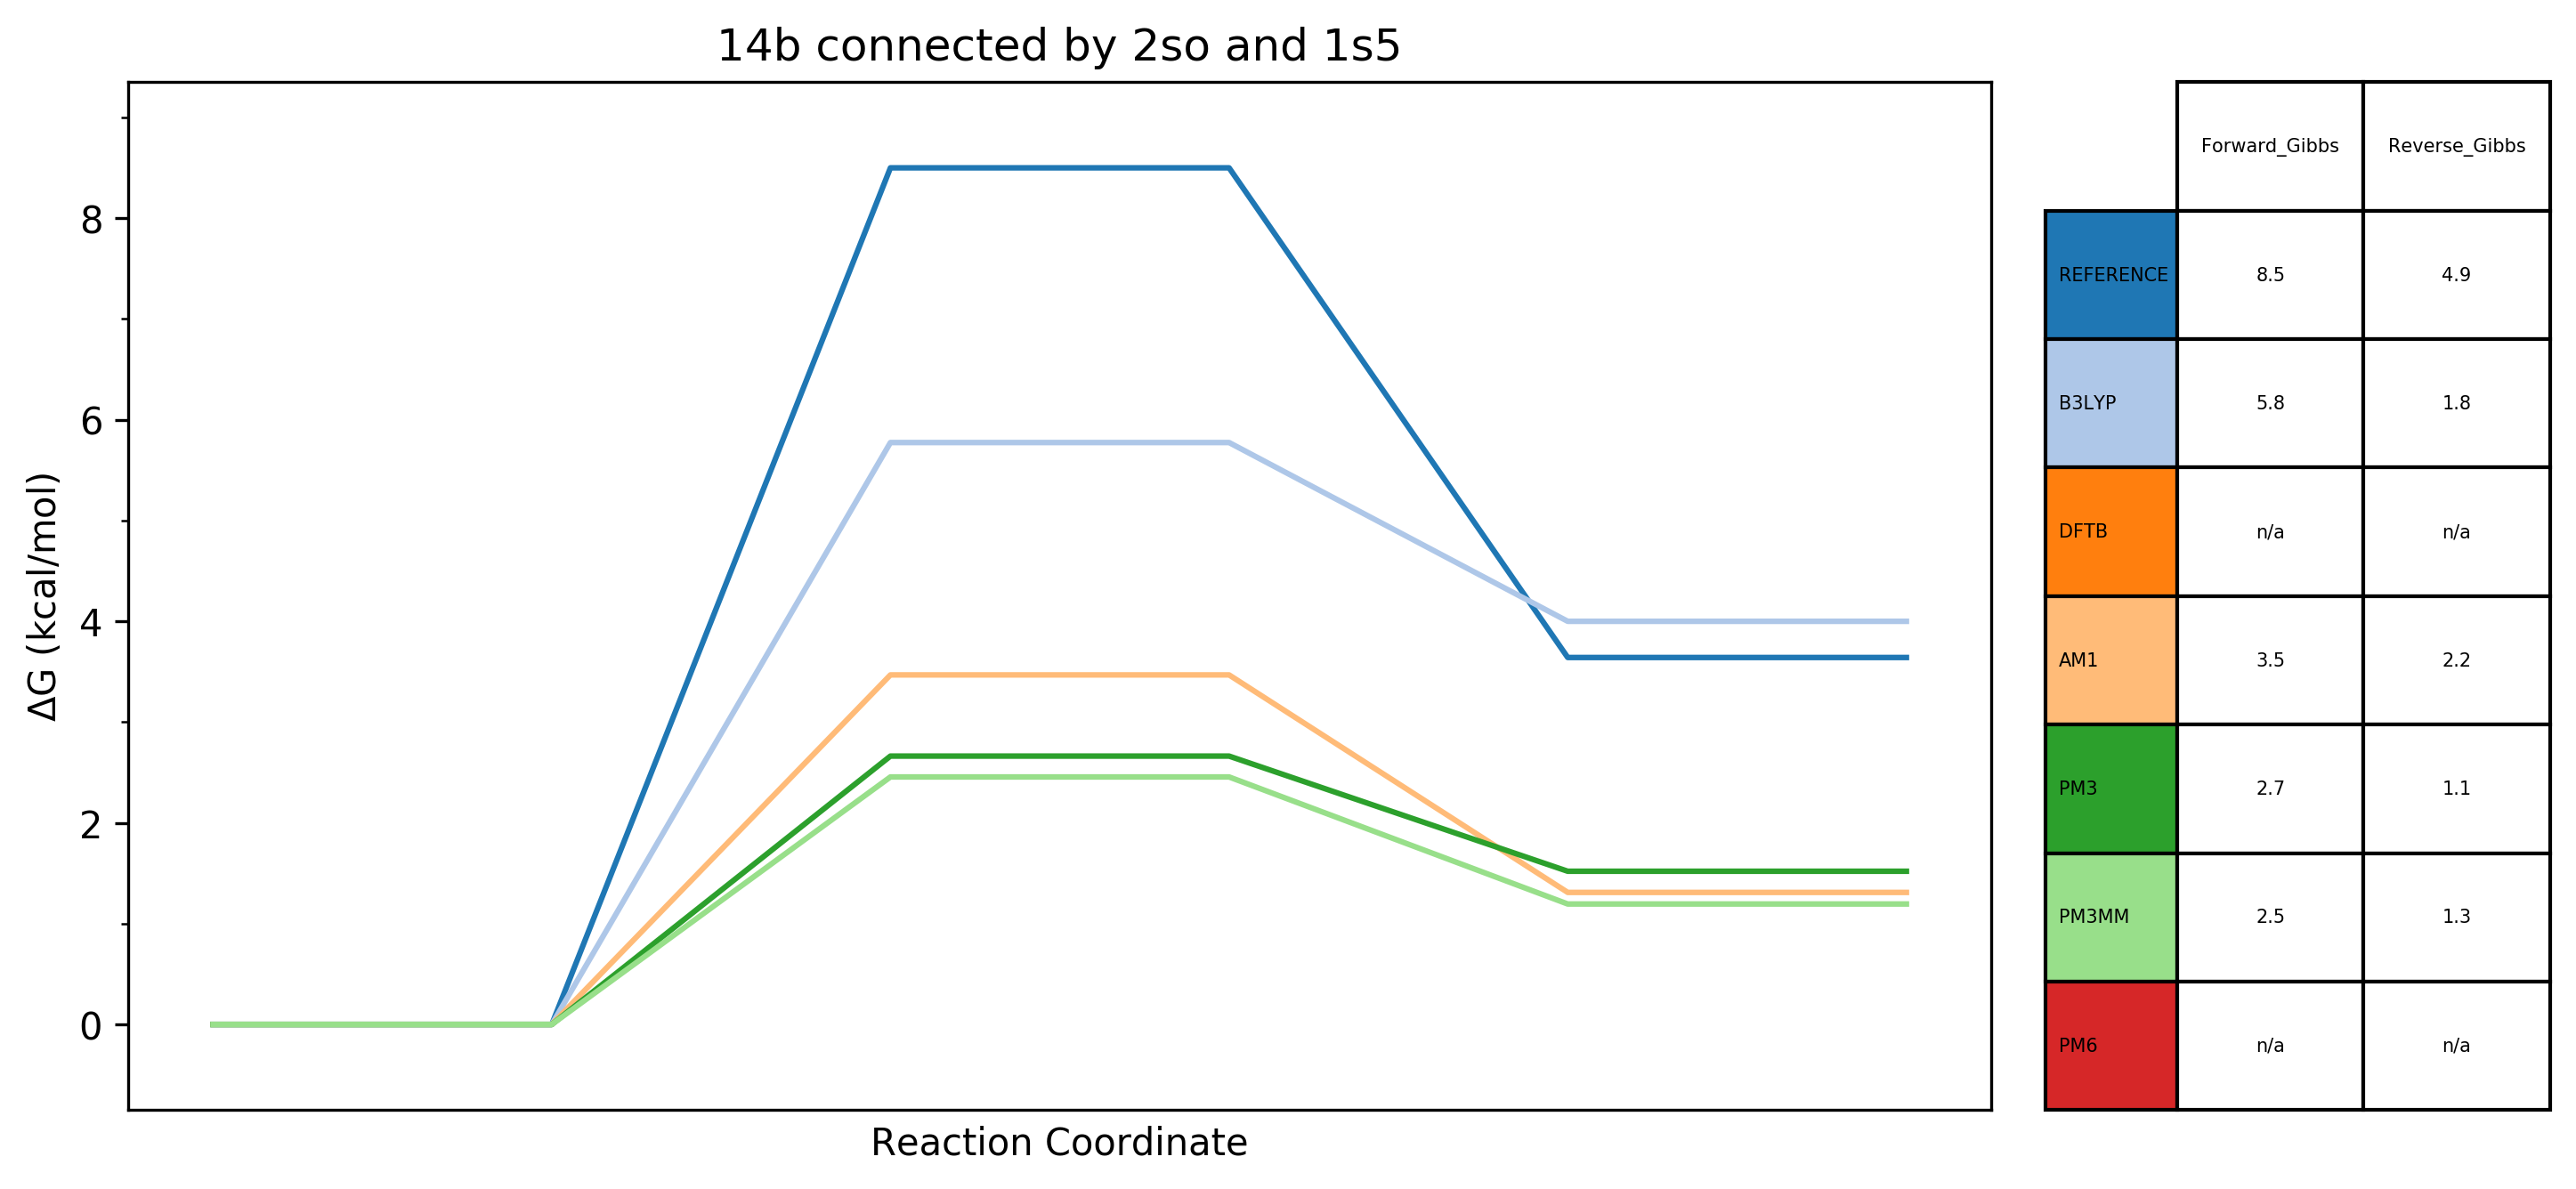 14b connected by 2so and 1s5
ΔG (kcal/mol)
8
6
4
2
0
Reaction Coordinate
Forward_Gibbs Reverse_Gibbs
REFERENCE 8.5 4.9
B3LYP 5.8 1.8
DFTB n/a n/a
AM1 3.5 2.2
PM3 2.7 1.1
PM3MM 2.5 1.3
PM6 n/a n/a